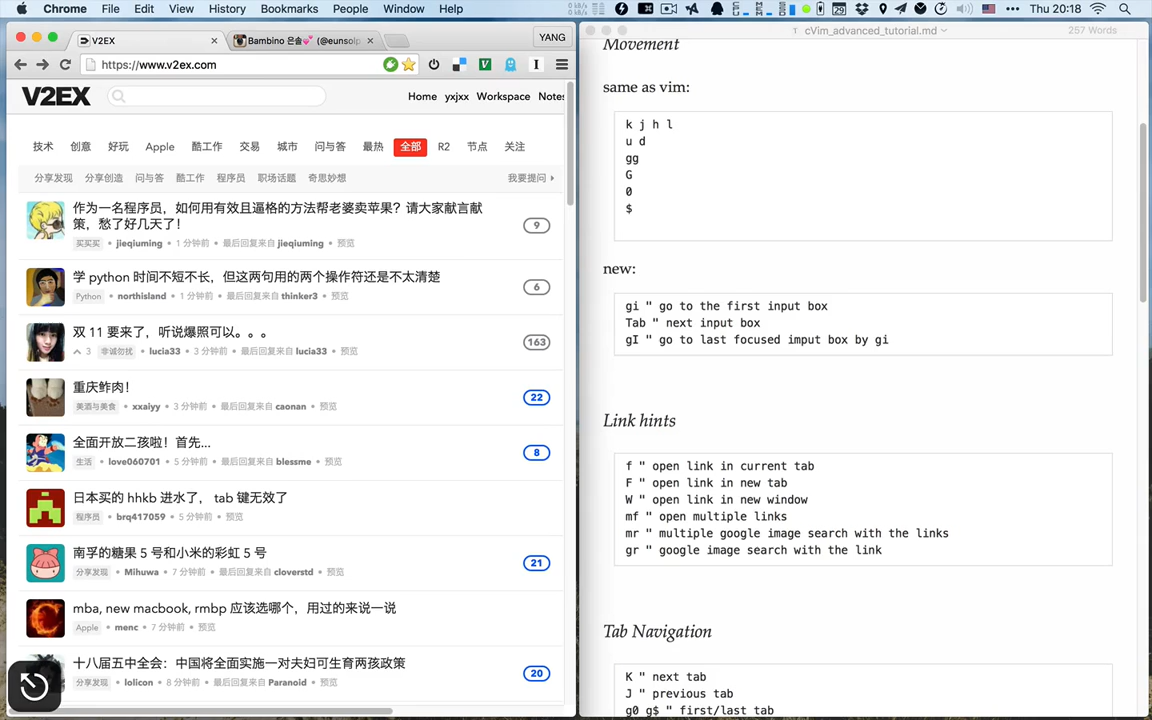 Chrome File Edit View History Bookmarks People Window Help Thu 20:18
V2EX Bambino 은솔 (@eunsolp YANG
https://www.v2ex.com
V2EX Home yxjxx Workspace Notes
技术 创意 好玩 Apple 酷工作 交易 城市 问与答 最热 全部 R2 节点 关注
分享发现 分享创造 问与答 酷工作 程序员 职场话题 奇思妙想 我要提问
作为一名程序员，如何用有效且逼格的方法帮老婆卖苹果？请大家献言献
策，愁了好几天了！
9
买买买 • jieqiuming • 1 分钟前 • 最后回复来自 jieqiuming • 预览
学 python 时间不短不长，但这两句用的两个操作符还是不太清楚
6
Python • northisland • 1 分钟前 • 最后回复来自 thinker3 • 预览
双 11 要来了，听说爆照可以。。。
163
3 非诚勿扰 • lucia33 • 3 分钟前 • 最后回复来自 lucia33 • 预览
重庆鲊肉！
22
美酒与美食 • xxaiyy • 3 分钟前 • 最后回复来自 caonan • 预览
全面开放二孩啦！首先...
8
生活 • love060701 • 5 分钟前 • 最后回复来自 blessme • 预览
日本买的 hhkb 进水了，tab 键无效了
程序员 • brq417059 • 5 分钟前 • 预览
南孚的糖果 5 号和小米的彩虹 5 号
21
分享发现 • Mihuwa • 7 分钟前 • 最后回复来自 cloverstd • 预览
mba, new macbook, rmbp 应该选哪个，用过的来说一说
Apple • menc • 7 分钟前 • 预览
十八届五中全会：中国将全面实施一对夫妇可生育两孩政策
20
分享发现 • lolicon • 8 分钟前 • 最后回复来自 Paranoid • 预览
cVim_advanced_tutorial.md 257 Words
Movement
same as vim:
k j h l
u d
gg
G
0
$
new:
gi " go to the first input box
Tab " next input box
gI " go to last focused imput box by gi
Link hints
f " open link in current tab
F " open link in new tab
W " open link in new window
mf " open multiple links
mr " multiple google image search with the links
gr " google image search with the link
Tab Navigation
K " next tab
J " previous tab
g0 g$ " first/last tab